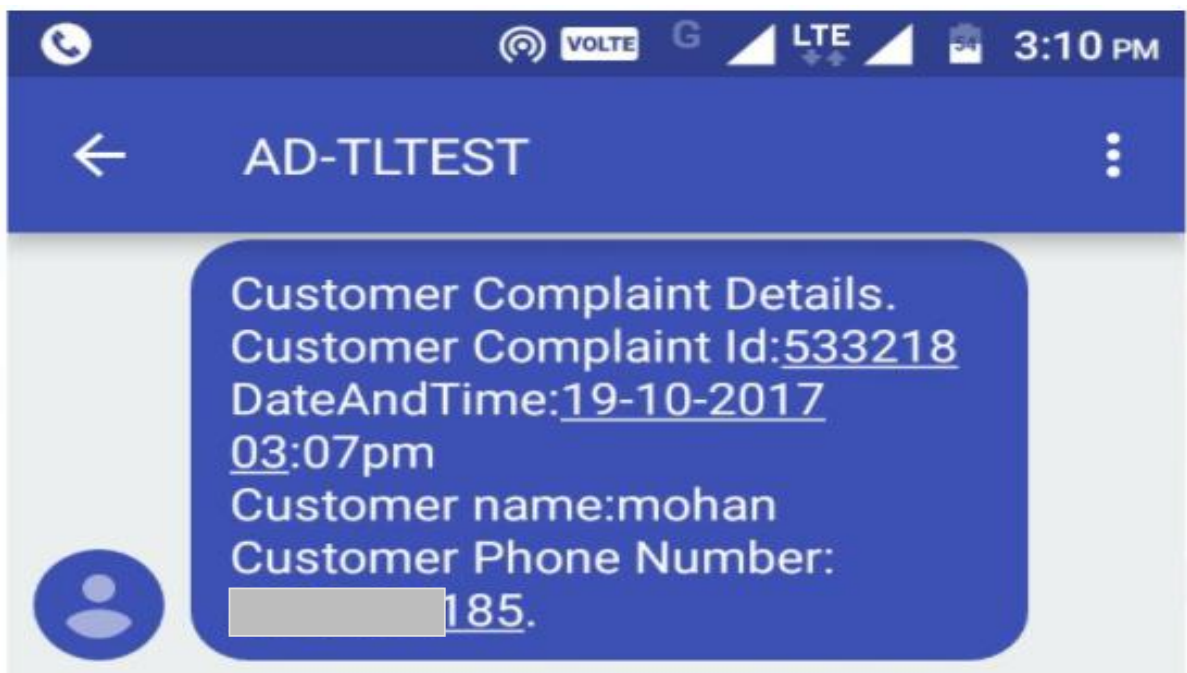 VOLTE G LTE 54 3:10 PM
AD-TLTEST
Customer Complaint Details.
Customer Complaint Id:533218
DateAndTime:19-10-2017
03:07pm
Customer name:mohan
Customer Phone Number:
185.